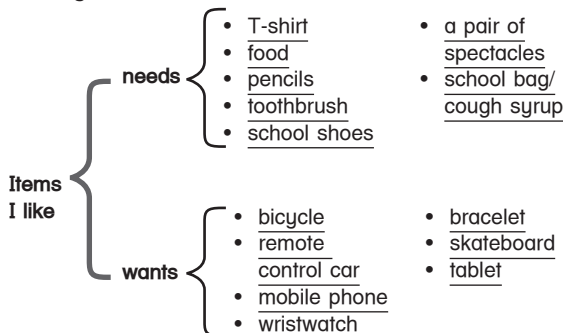 needs
• T-shirt
• food
• pencils
• toothbrush
• school shoes
• a pair of
spectacles
• school bag/
cough syrup
Items
I like
wants
• bicycle
• remote
control car
• mobile phone
• wristwatch
• bracelet
• skateboard
• tablet